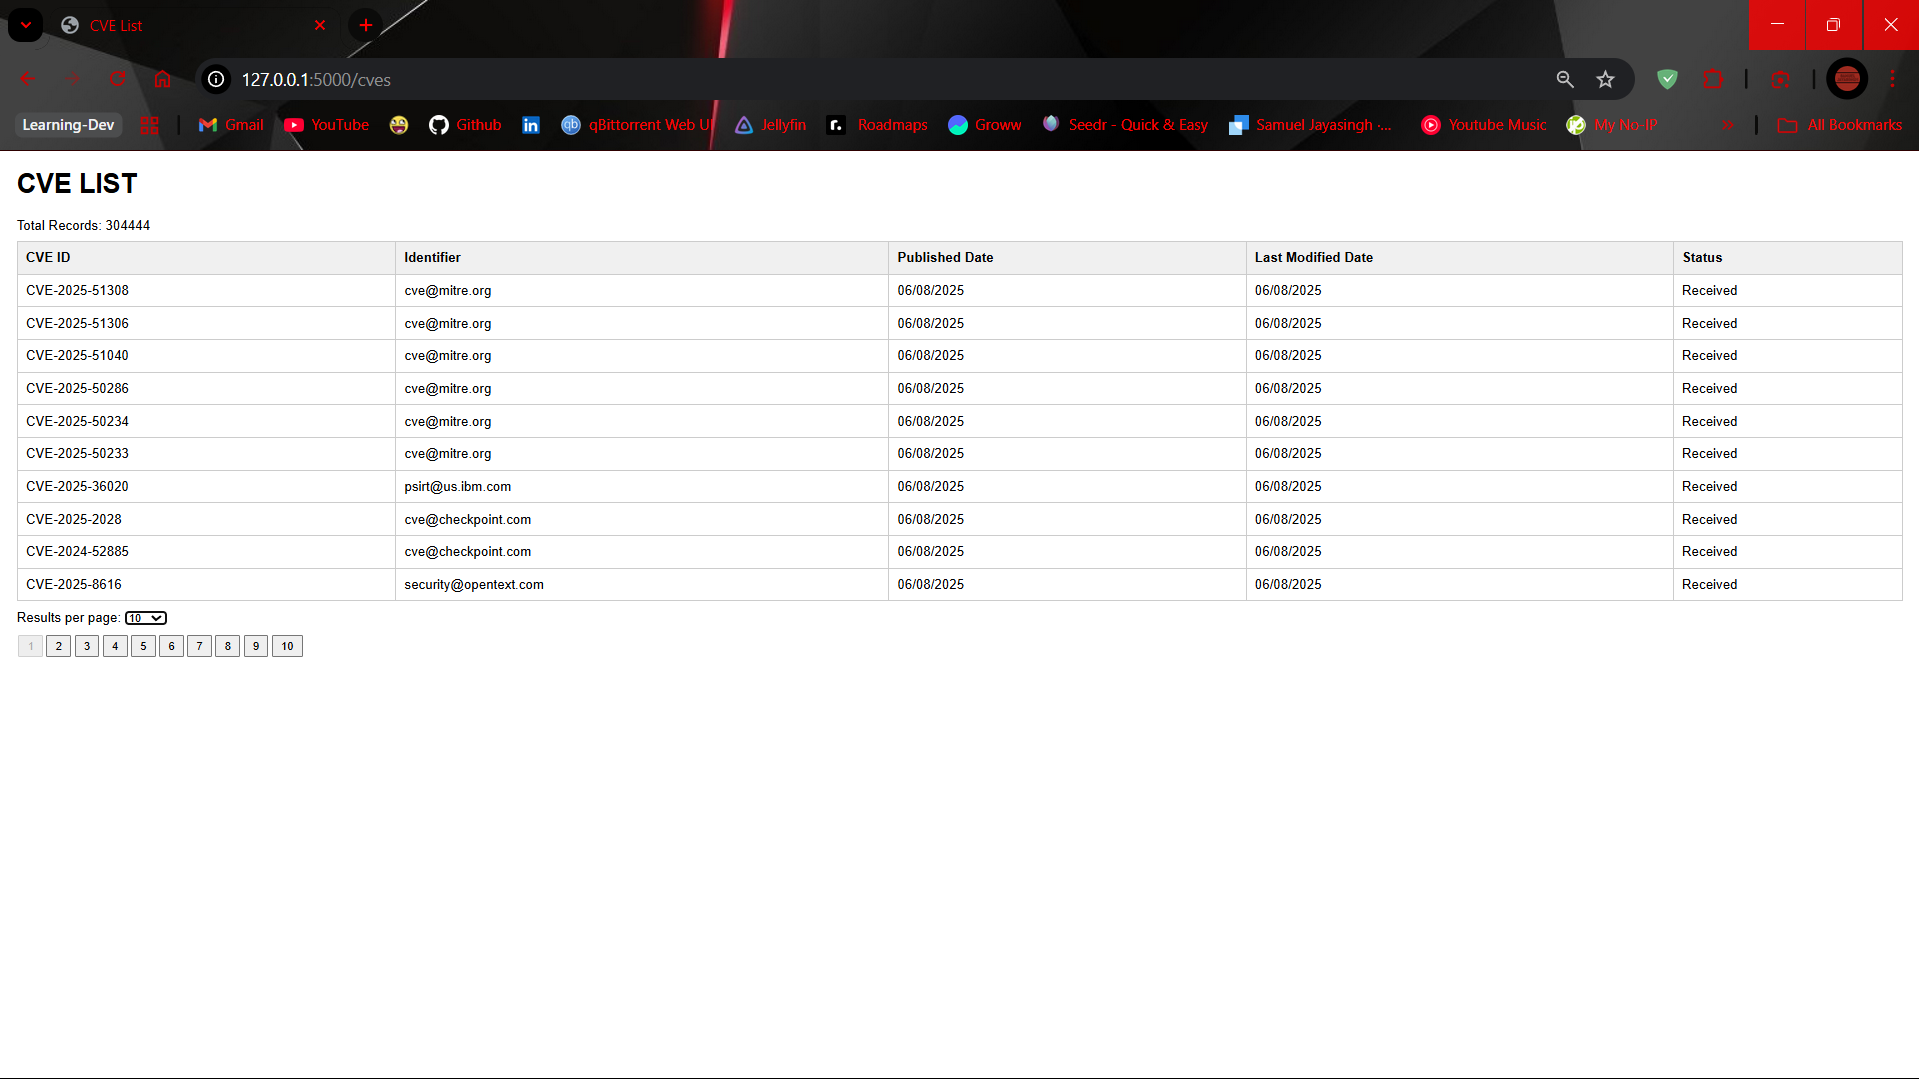 CVE List
127.0.0.1:5000/cves
Learning-Dev Gmail YouTube Github qBittorrent Web UI Jellyfin Roadmaps Groww Seedr - Quick & Easy Samuel Jayasingh -... Youtube Music My No-IP » All Bookmarks
CVE LIST
Total Records: 304444
CVE ID Identifier Published Date Last Modified Date Status
CVE-2025-51308 cve@mitre.org 06/08/2025 06/08/2025 Received
CVE-2025-51306 cve@mitre.org 06/08/2025 06/08/2025 Received
CVE-2025-51040 cve@mitre.org 06/08/2025 06/08/2025 Received
CVE-2025-50286 cve@mitre.org 06/08/2025 06/08/2025 Received
CVE-2025-50234 cve@mitre.org 06/08/2025 06/08/2025 Received
CVE-2025-50233 cve@mitre.org 06/08/2025 06/08/2025 Received
CVE-2025-36020 psirt@us.ibm.com 06/08/2025 06/08/2025 Received
CVE-2025-2028 cve@checkpoint.com 06/08/2025 06/08/2025 Received
CVE-2024-52885 cve@checkpoint.com 06/08/2025 06/08/2025 Received
CVE-2025-8616 security@opentext.com 06/08/2025 06/08/2025 Received
Results per page: 10
1 2 3 4 5 6 7 8 9 10